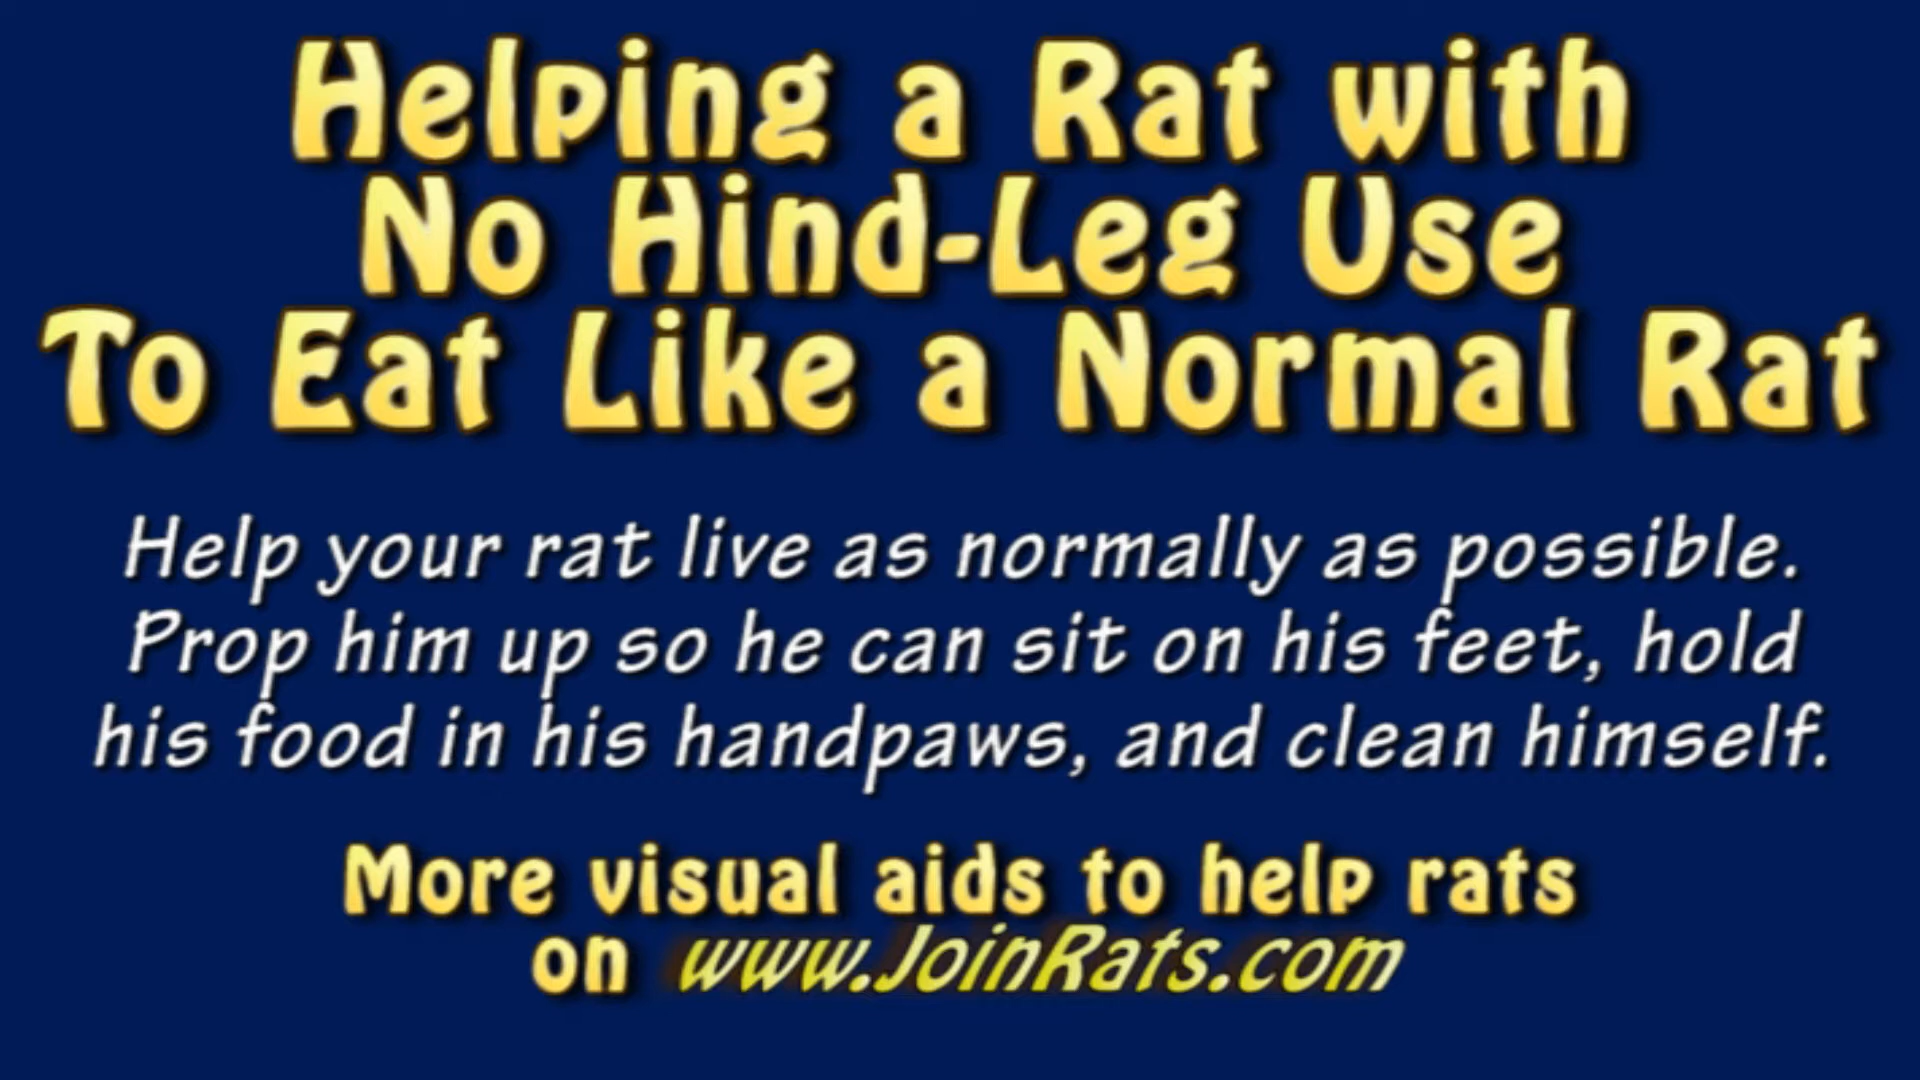 Helping a Rat with
No Hind-Leg Use
To Eat Like a Normal Rat
Help your rat live as normally as possible.
Prop him up so he can sit on his feet, hold
his food in his handpaws, and clean himself.
More visual aids to help rats
on www.JoinRats.com